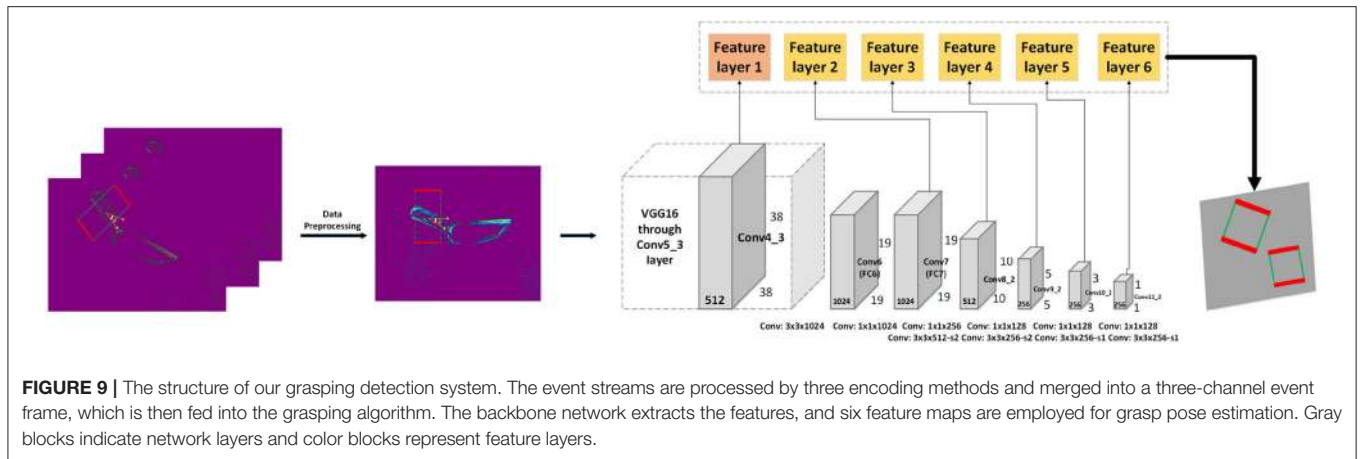 Feature layer 1
Feature layer 2
Feature layer 3
Feature layer 4
Feature layer 5
Feature layer 6
Data
Preprocessing
VGG16
through
Conv5_3
layer
512
Conv4_3
38
38
1024
Conv6
(FC6)
19
19
1024
Conv7
(FC7)
19
19
512
Conv8_2
10
10
256
Conv9_2
5
5
256
Conv10_2
3
3
256
Conv11_2
1
1
Conv: 3x3x1024 Conv: 1x1x1024 Conv: 1x1x256 Conv: 1x1x128 Conv: 1x1x128 Conv: 1x1x128
Conv: 3x3x512-s2 Conv: 3x3x256-s2 Conv: 3x3x256-s1 Conv: 3x3x256-s1
FIGURE 9 | The structure of our grasping detection system. The event streams are processed by three encoding methods and merged into a three-channel event
frame, which is then fed into the grasping algorithm. The backbone network extracts the features, and six feature maps are employed for grasp pose estimation. Gray
blocks indicate network layers and color blocks represent feature layers.